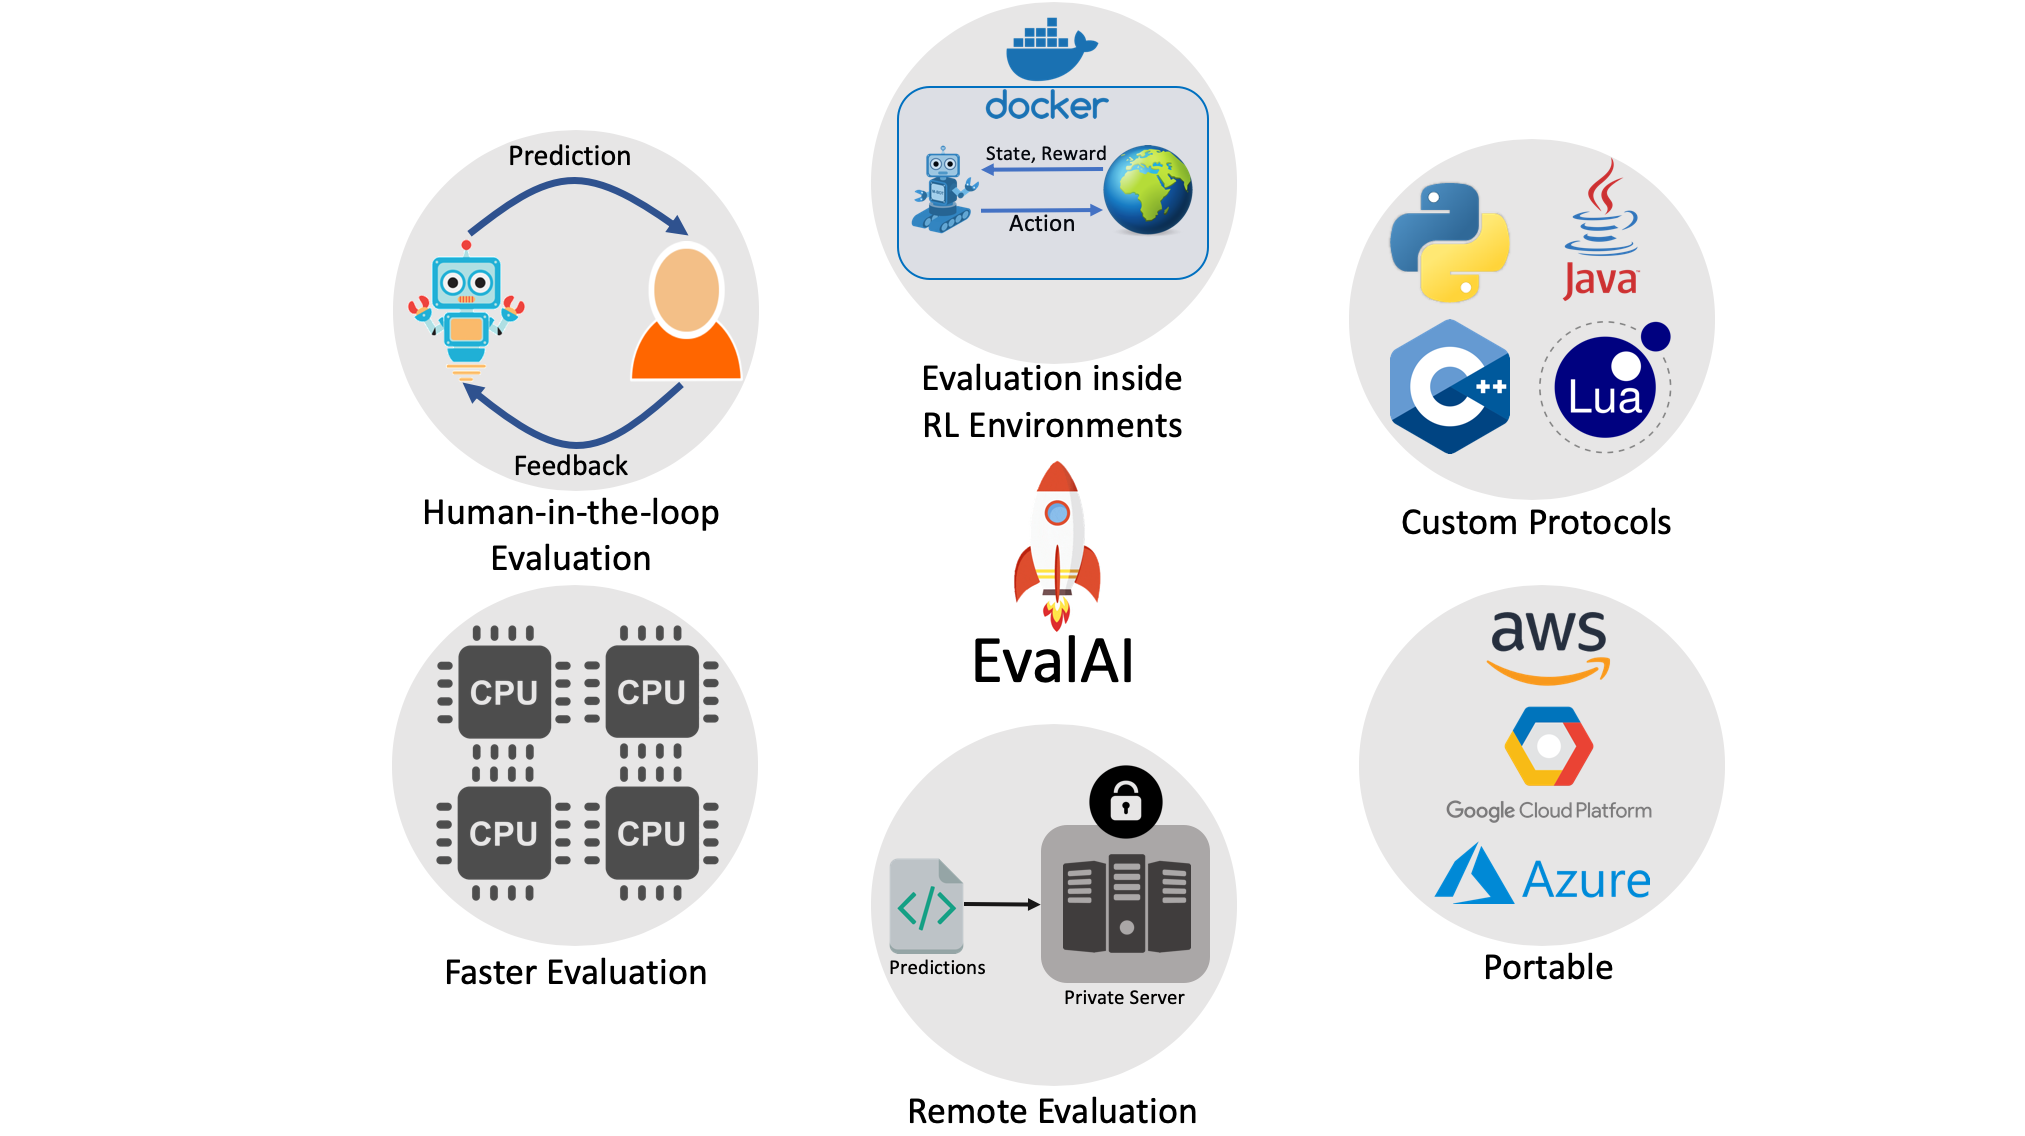 docker
State, Reward
Action
Evaluation inside
RL Environments
Prediction
Feedback
Human-in-the-loop
Evaluation
Java
C++
Lua
Custom Protocols
EvalAI
CPU
CPU
CPU
CPU
Faster Evaluation
Predictions
Private Server
Remote Evaluation
aws
Google Cloud Platform
Azure
Portable